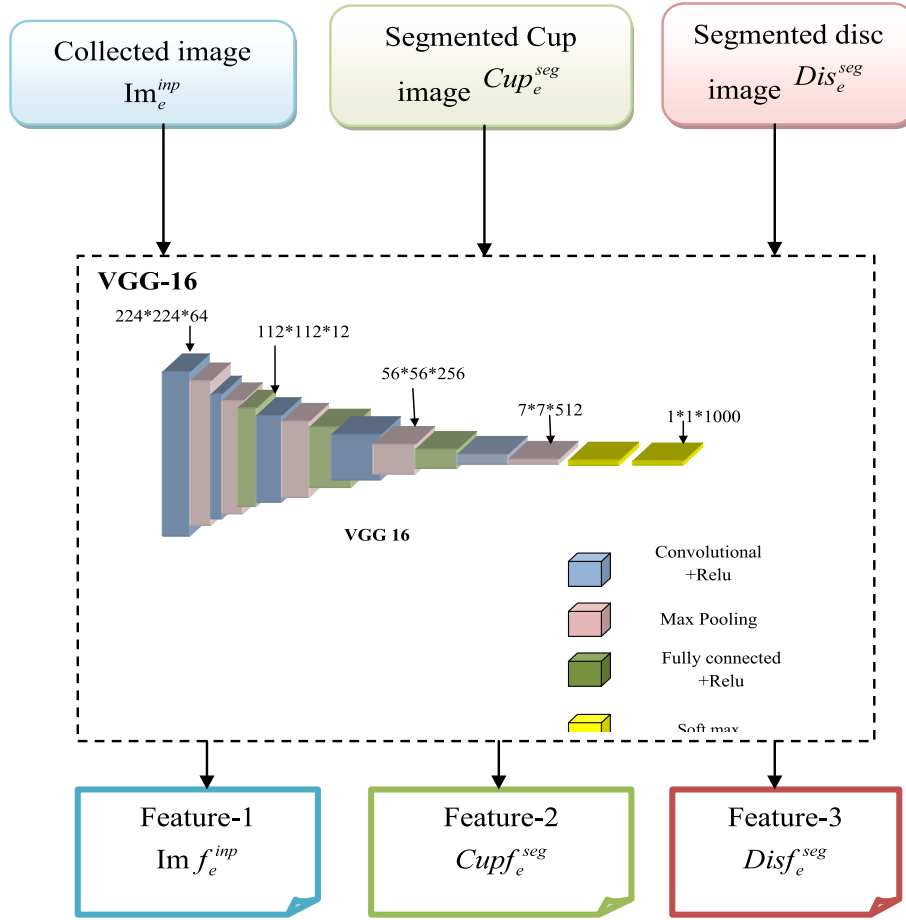 Collected image
Im_e^{inp}
Segmented Cup
image Cup_e^{seg}
Segmented disc
image Dis_e^{seg}
VGG-16
224*224*64
112*112*12
56*56*256
7*7*512
1*1*1000
VGG 16
Convolutional
+Relu
Max Pooling
Fully connected
+Relu
Soft max
Feature-1
Im f_e^{inp}
Feature-2
Cupf_e^{seg}
Feature-3
Disf_e^{seg}